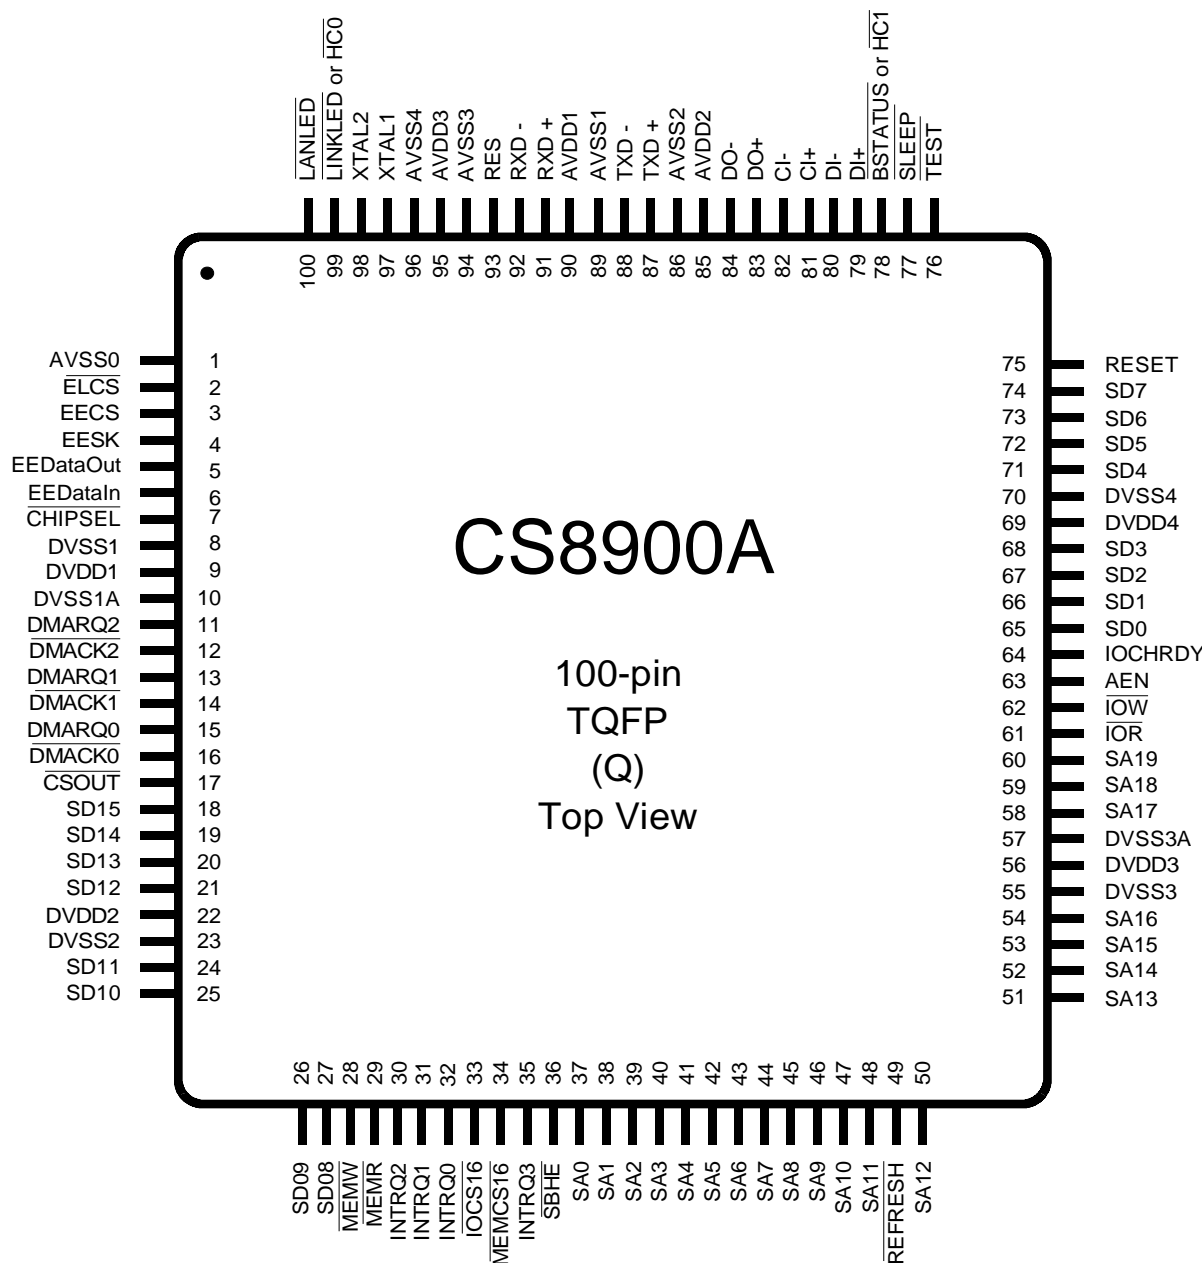 LANLED
LINKLED or HC0
XTAL2
XTAL1
AVSS4
AVDD3
AVSS3
RES
RXD -
RXD +
AVDD1
AVSS1
TXD -
TXD +
AVSS2
AVDD2
DO-
DO+
CI-
CI+
DI-
DI+
BSTATUS or HC1
SLEEP
TEST
100
99
98
97
96
95
94
93
92
91
90
89
88
87
86
85
84
83
82
81
80
79
78
77
76
AVSS0 1
ELCS 2
EECS 3
EESK 4
EEDataOut 5
EEDataIn 6
CHIPSEL 7
DVSS1 8
DVDD1 9
DVSS1A 10
DMARQ2 11
DMACK2 12
DMARQ1 13
DMACK1 14
DMARQ0 15
DMACK0 16
CSOUT 17
SD15 18
SD14 19
SD13 20
SD12 21
DVDD2 22
DVSS2 23
SD11 24
SD10 25
CS8900A
100-pin
TQFP
(Q)
Top View
75 RESET
74 SD7
73 SD6
72 SD5
71 SD4
70 DVSS4
69 DVDD4
68 SD3
67 SD2
66 SD1
65 SD0
64 IOCHRDY
63 AEN
62 IOW
61 IOR
60 SA19
59 SA18
58 SA17
57 DVSS3A
56 DVDD3
55 DVSS3
54 SA16
53 SA15
52 SA14
51 SA13
26
27
28
29
30
31
32
33
34
35
36
37
38
39
40
41
42
43
44
45
46
47
48
49
50
SD09
SD08
MEMW
MEMR
INTRQ2
INTRQ1
INTRQ0
IOCS16
MEMCS16
INTRQ3
SBHE
SA0
SA1
SA2
SA3
SA4
SA5
SA6
SA7
SA8
SA9
SA10
SA11
REFRESH
SA12